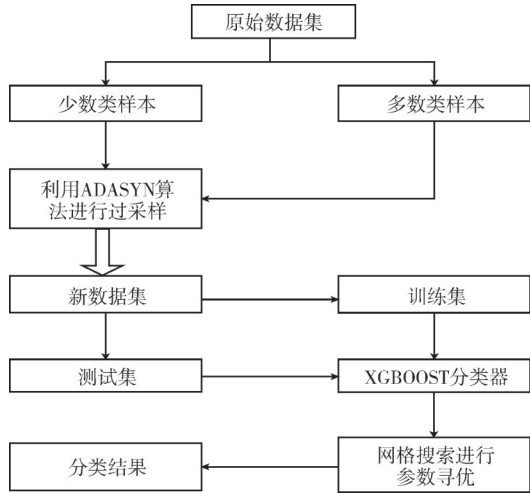 原始数据集
少数类样本
多数类样本
利用ADASYN算
法进行过采样
新数据集
训练集
测试集
XGBOOST分类器
分类结果
网格搜索进行
参数寻优